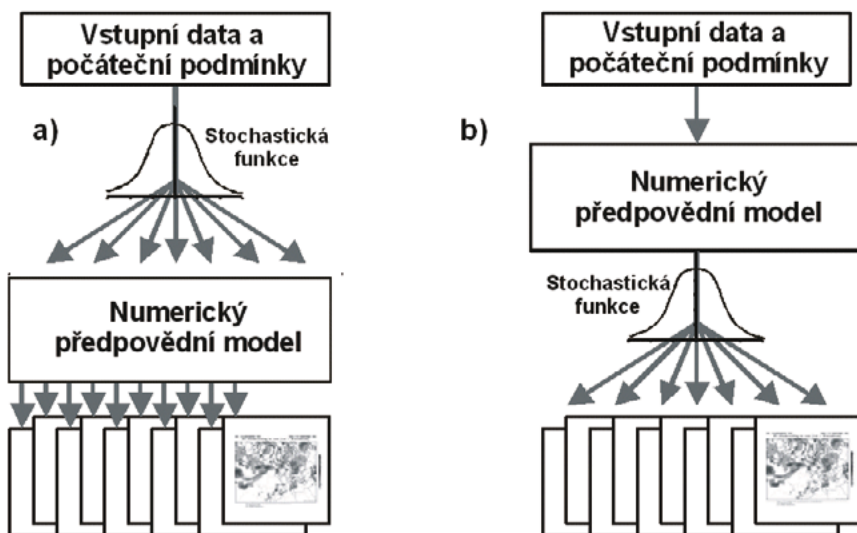 Vstupní data a
počáteční podmínky
a)
Stochastická
funkce
Numerický
předpovědní model
Vstupní data a
počáteční podmínky
b)
Numerický
předpovědní model
Stochastická
funkce